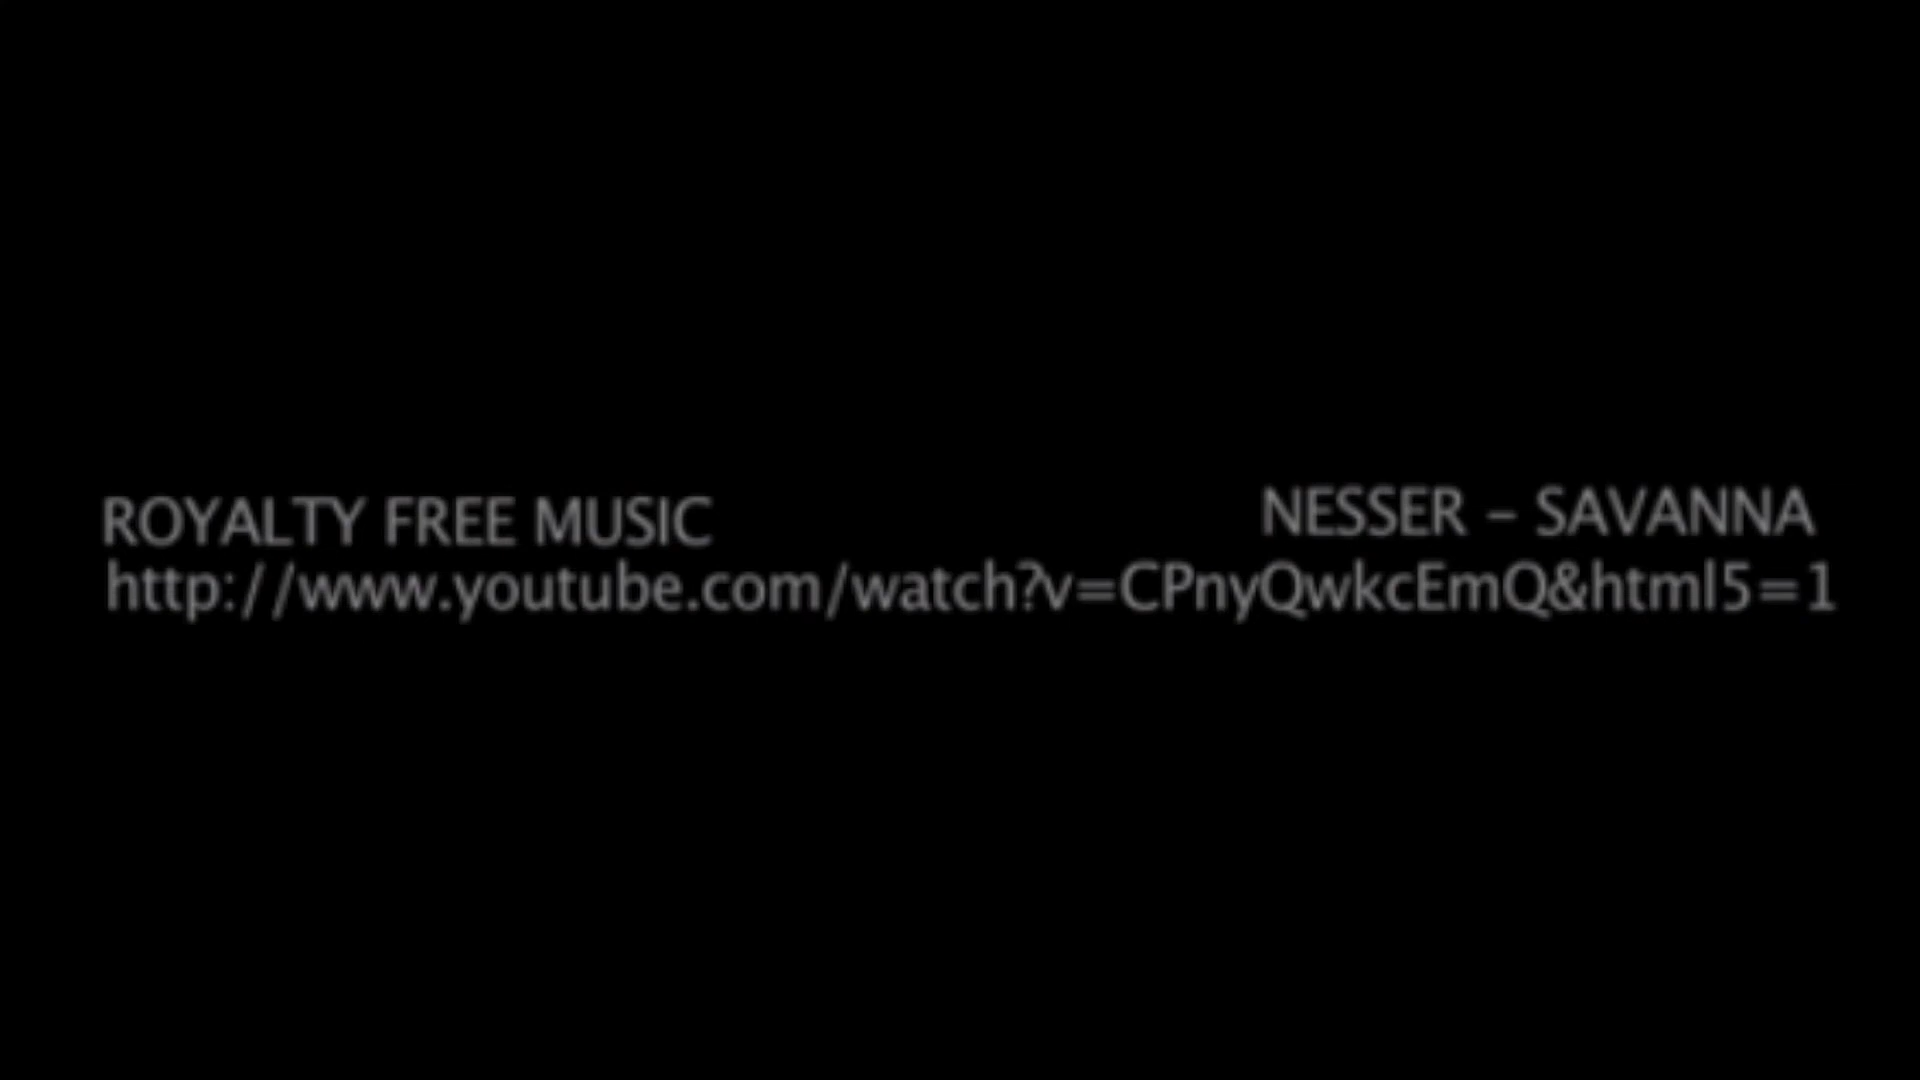 ROYALTY FREE MUSIC NESSER – SAVANNA
http://www.youtube.com/watch?v=CPnyQwkcEmQ&html5=1